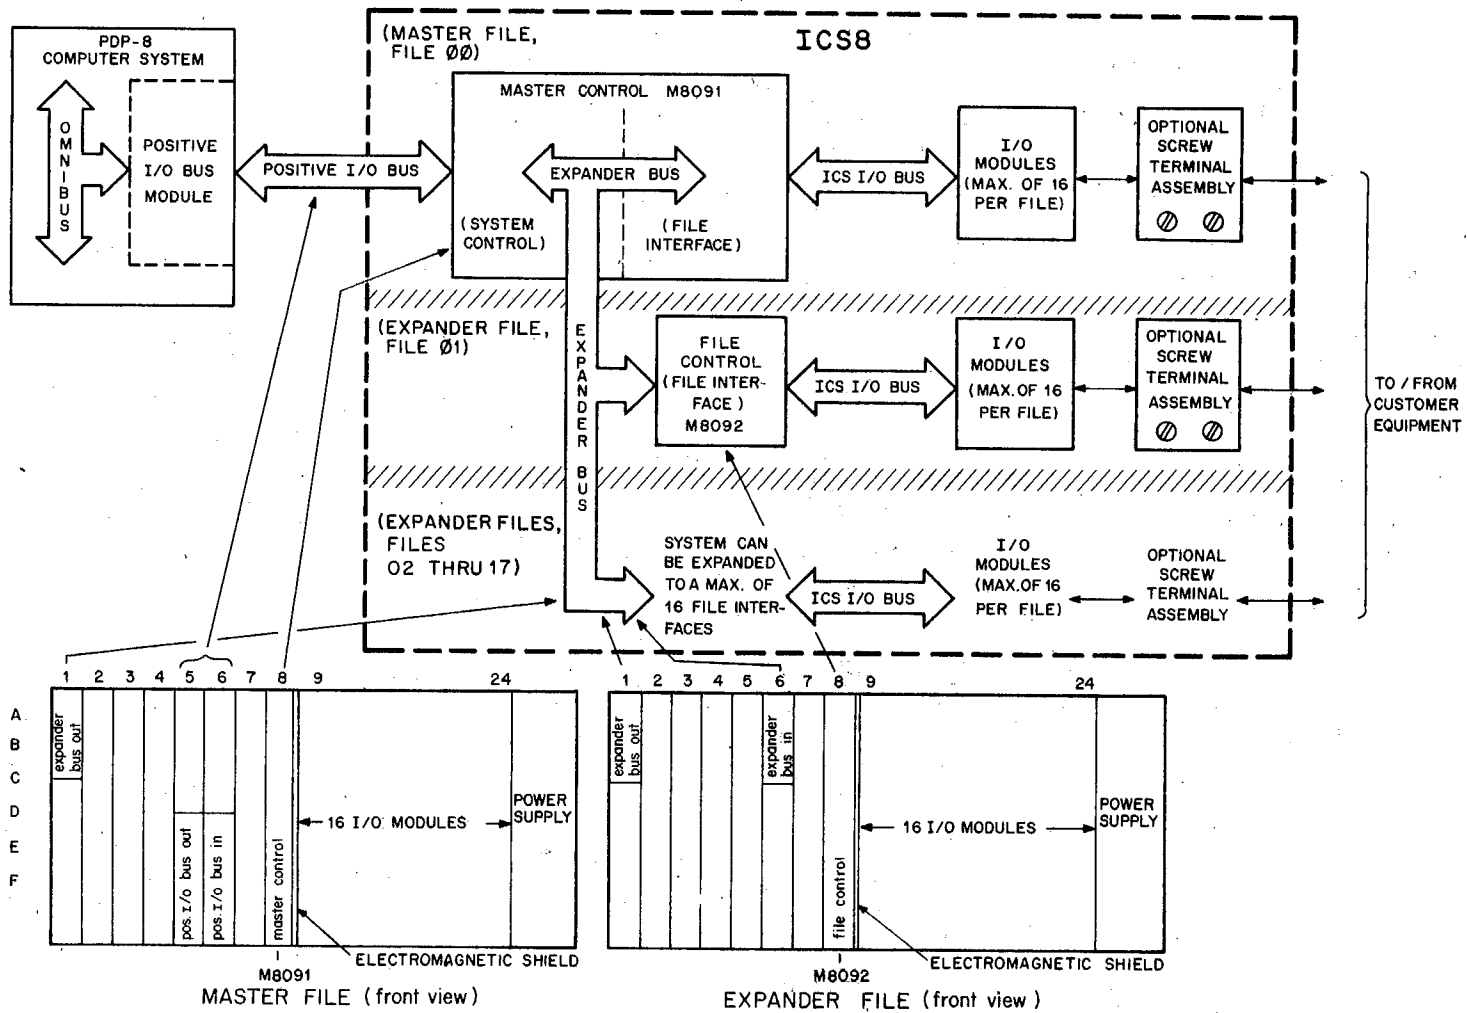 PDP-8
COMPUTER SYSTEM
OMNIBUS
POSITIVE
I/O BUS
MODULE
POSITIVE I/O BUS
(MASTER FILE,
FILE ØØ)
ICS8
MASTER CONTROL M8091
EXPANDER BUS
(SYSTEM
CONTROL)
(FILE
INTERFACE)
ICS I/O BUS
I/O
MODULES
(MAX. OF 16
PER FILE)
OPTIONAL
SCREW
TERMINAL
ASSEMBLY
(EXPANDER FILE,
FILE Ø1)
EXPANDER BUS
FILE
CONTROL
(FILE INTER-
FACE)
M8092
ICS I/O BUS
I/O
MODULES
(MAX. OF 16
PER FILE)
OPTIONAL
SCREW
TERMINAL
ASSEMBLY
TO / FROM
CUSTOMER
EQUIPMENT
(EXPANDER FILES,
FILES
O2 THRU 17)
SYSTEM CAN
BE EXPANDED
TO A MAX. OF
16 FILE INTER-
FACES
ICS I/O BUS
I/O
MODULES
(MAX. OF 16
PER FILE)
OPTIONAL
SCREW
TERMINAL
ASSEMBLY
1 2 3 4 5 6 7 8 9 24
A
B
C
D
E
F
expander
bus out
pos. I/o bus out
pos. I/o bus in
master control
16 I/O MODULES
POWER
SUPPLY
ELECTROMAGNETIC SHIELD
M8091
MASTER FILE (front view)
1 2 3 4 5 6 7 8 9 24
expander
bus out
expander
bus in
file control
16 I/O MODULES
POWER
SUPPLY
ELECTROMAGNETIC SHIELD
M8092
EXPANDER FILE (front view)